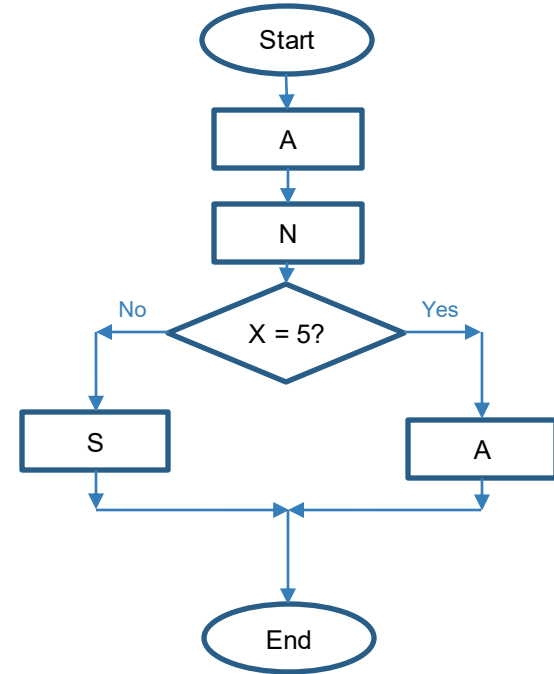 Start
A
N
No
Yes
X = 5?
S
A
End